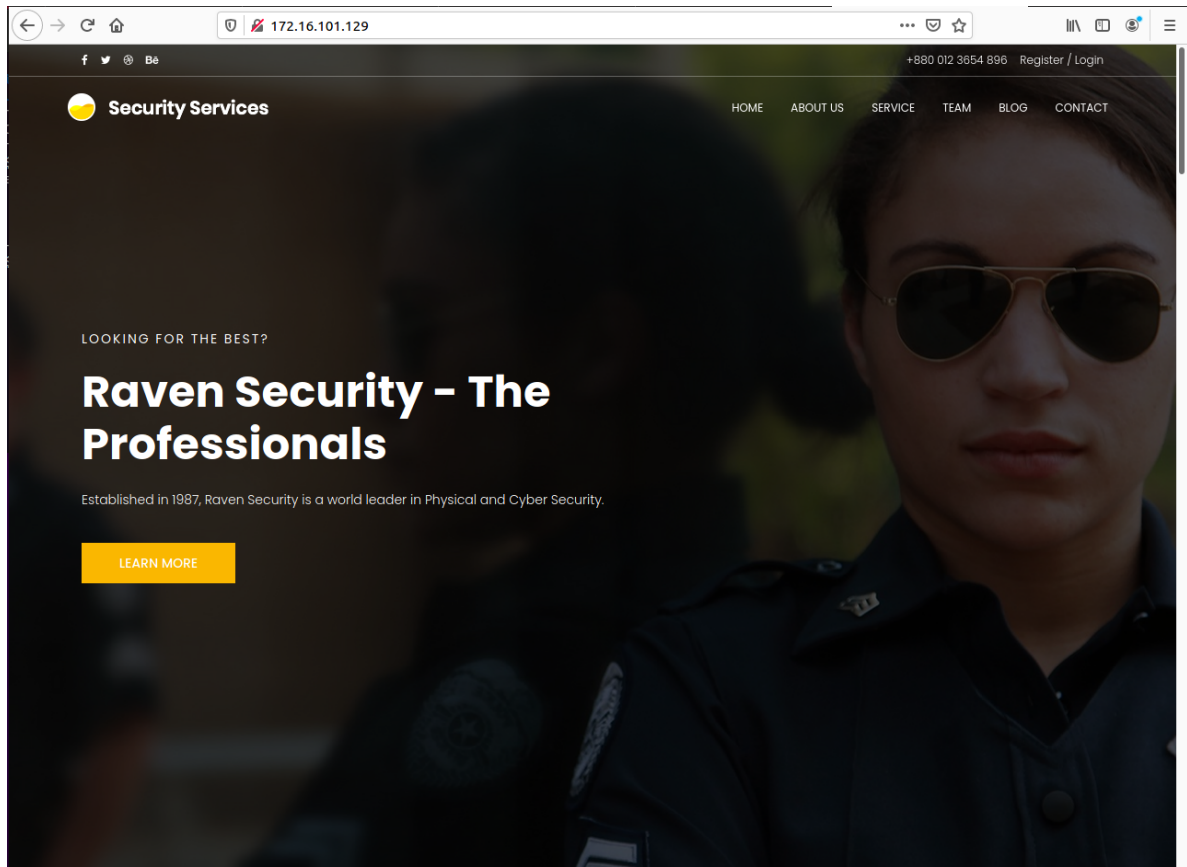 172.16.101.129
f Bē
+880 012 3654 896 Register / Login
Security Services
HOME ABOUT US SERVICE TEAM BLOG CONTACT
LOOKING FOR THE BEST?
Raven Security - The
Professionals
Established in 1987, Raven Security is a world leader in Physical and Cyber Security.
LEARN MORE